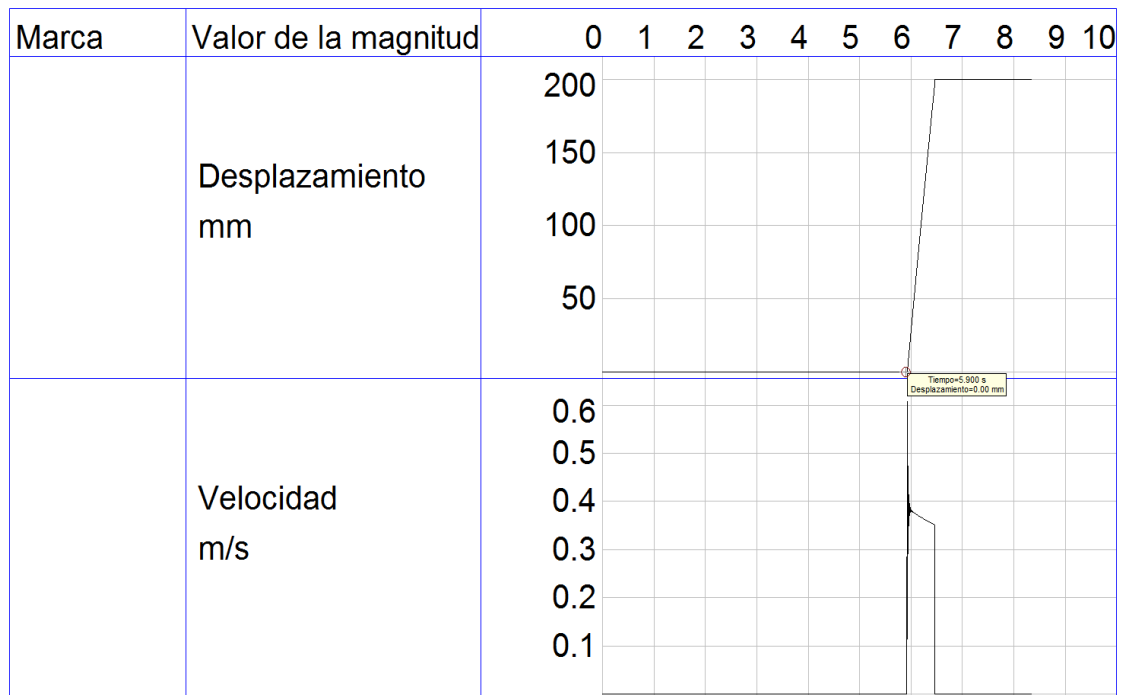 Marca Valor de la magnitud 0 1 2 3 4 5 6 7 8 9 10
200
150
Desplazamiento
mm
100
50
Tiempo=5.900 s
Desplazamiento=0.00 mm
0.6
0.5
Velocidad
0.4
m/s
0.3
0.2
0.1